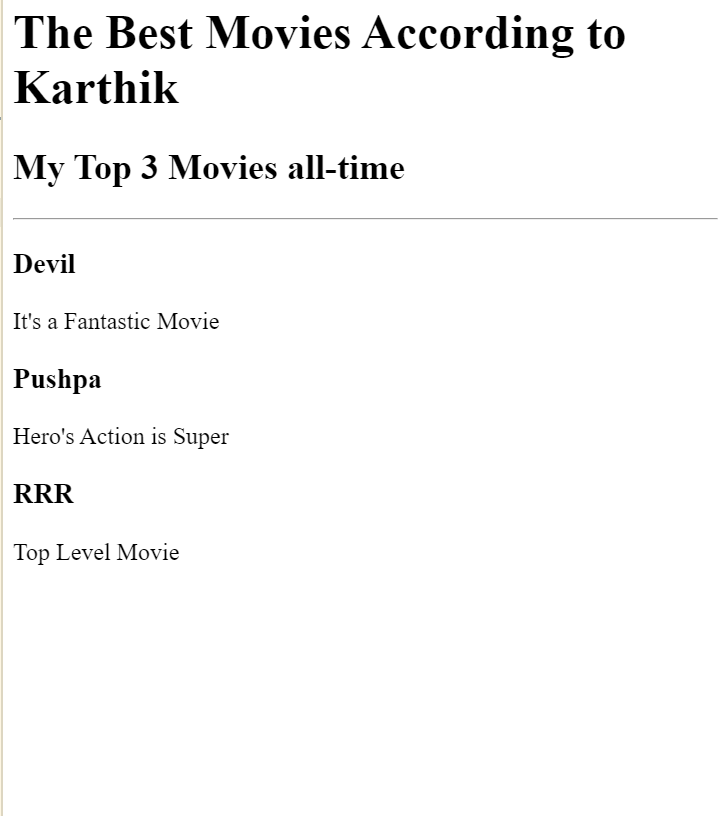 The Best Movies According to
Karthik
My Top 3 Movies all-time
Devil
It's a Fantastic Movie
Pushpa
Hero's Action is Super
RRR
Top Level Movie